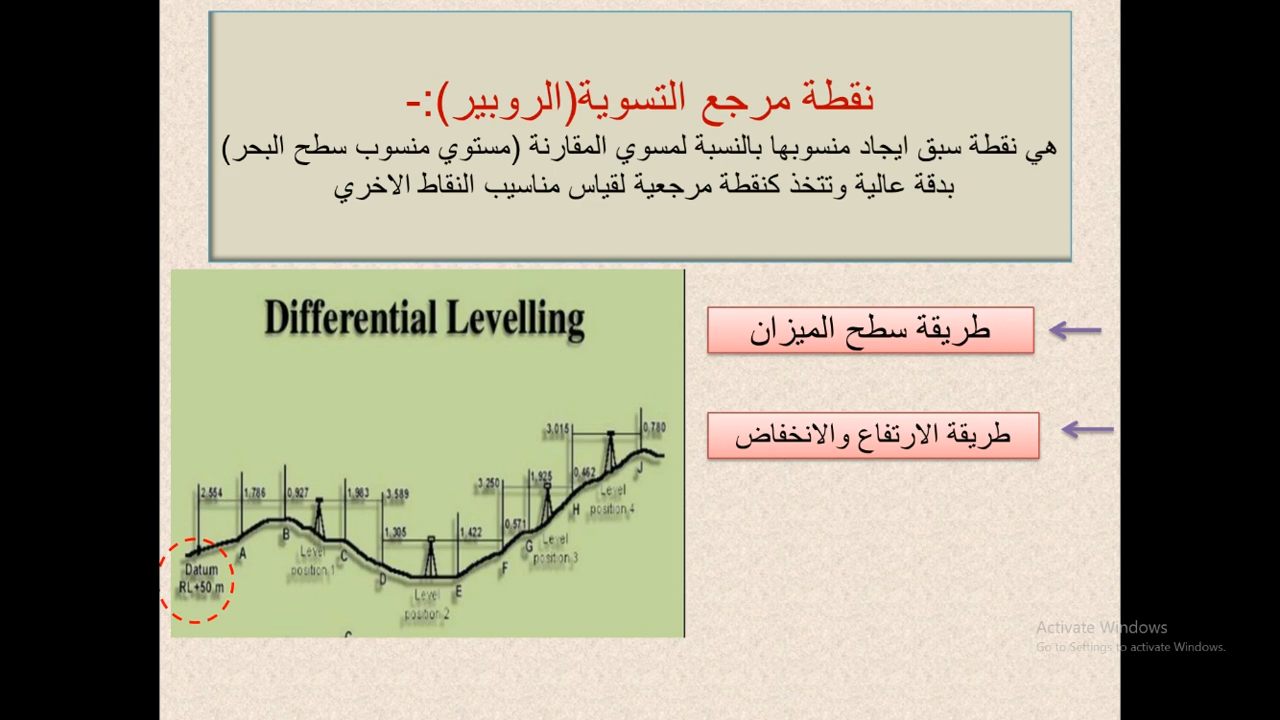 نقطة مرجع التسوية(الروبير):-
هي نقطة سبق ايجاد منسوبها بالنسبة لمسوي المقارنة (مستوي منسوب سطح البحر)
بدقة عالية وتتخذ كنقطة مرجعية لقياس مناسيب النقاط الاخري
طريقة سطح الميزان
طريقة الارتفاع والانخفاض
Differential Levelling
3.015 0.780
J
2.554 1.786 0.927 1.983 3.589 3.250 1.925 0.462
Level
position 4
H
1.305 1.422 0.571
A B C D E F G
Level
position 1
Level
position 2
Level
position 3
Datum
RL+50 m
Activate Windows
Go to Settings to activate Windows.